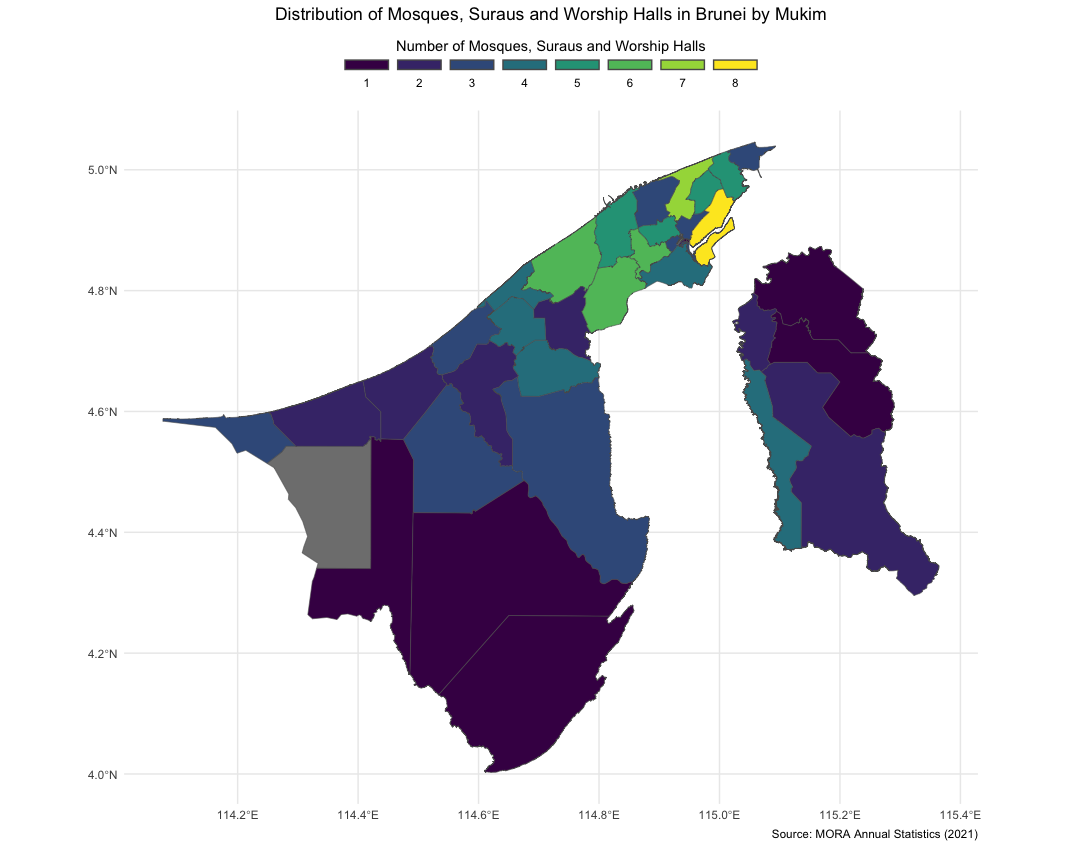 Distribution of Mosques, Suraus and Worship Halls in Brunei by Mukim
Number of Mosques, Suraus and Worship Halls
1 2 3 4 5 6 7 8
5.0°N
4.8°N
4.6°N
4.4°N
4.2°N
4.0°N
114.2°E 114.4°E 114.6°E 114.8°E 115.0°E 115.2°E 115.4°E
Source: MORA Annual Statistics (2021)